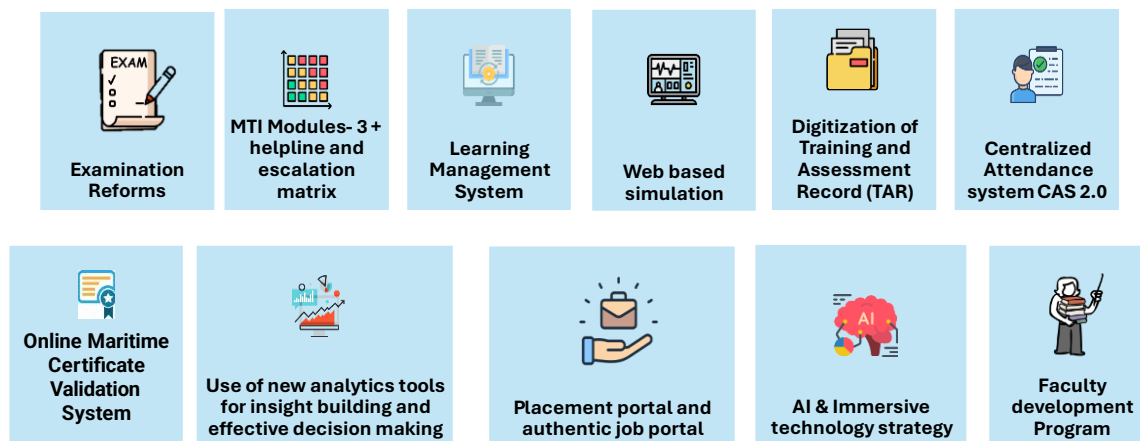 EXAM
Examination
Reforms
MTI Modules- 3 +
helpline and
escalation
matrix
Learning
Management
System
Web based
simulation
Digitization of
Training and
Assessment
Record (TAR)
Centralized
Attendance
system CAS 2.0
Online Maritime
Certificate
Validation
System
Use of new analytics tools
for insight building and
effective decision making
Placement portal and
authentic job portal
AI
AI & Immersive
technology strategy
Faculty
development
Program